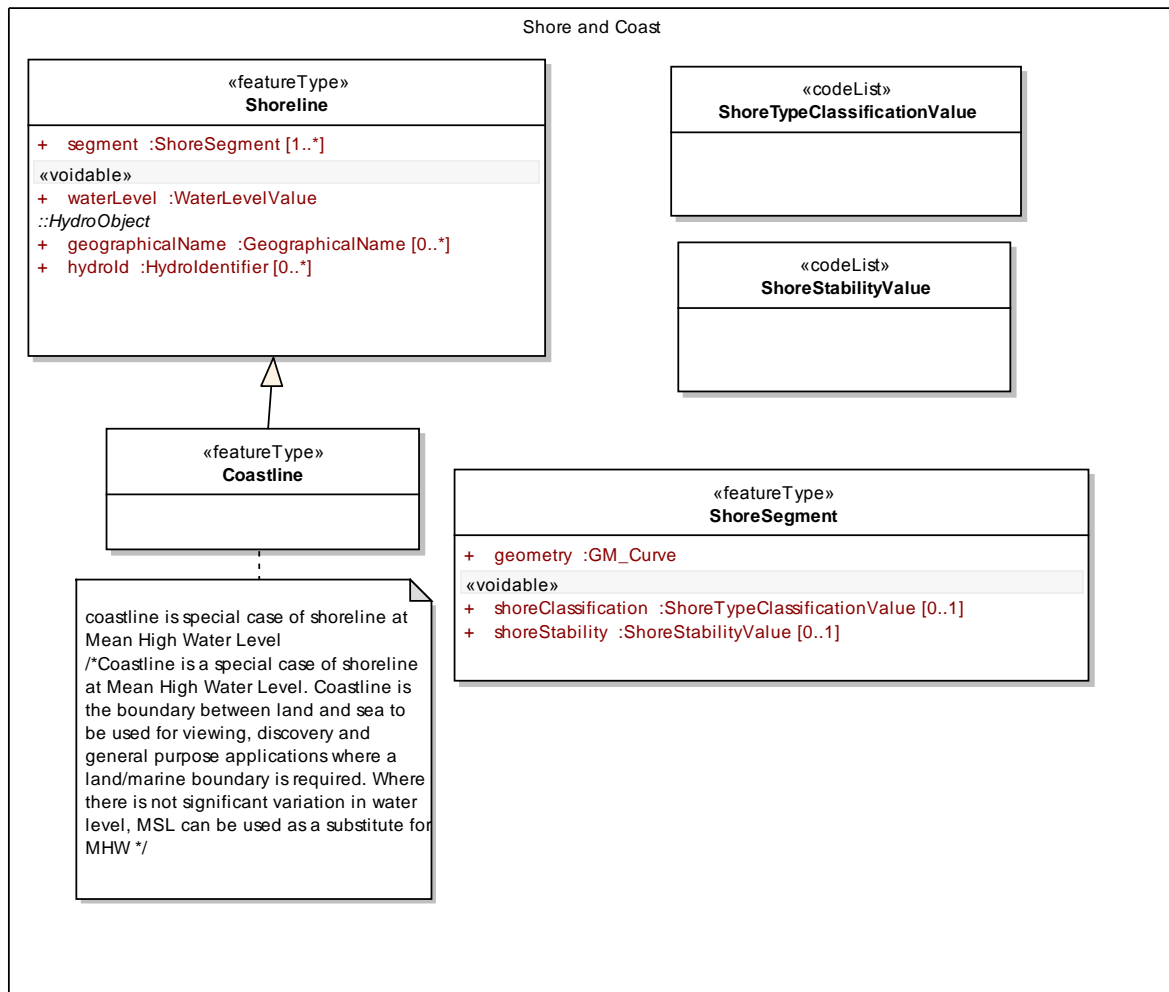 Shore and Coast
«featureType»
Shoreline
+ segment :ShoreSegment [1..*]
«voidable»
+ waterLevel :WaterLevelValue
::HydroObject
+ geographicalName :GeographicalName [0..*]
+ hydroId :HydroIdentifier [0..*]
«codeList»
ShoreTypeClassificationValue
«codeList»
ShoreStabilityValue
«featureType»
Coastline
«featureType»
ShoreSegment
+ geometry :GM_Curve
«voidable»
+ shoreClassification :ShoreTypeClassificationValue [0..1]
+ shoreStability :ShoreStabilityValue [0..1]
coastline is special case of shoreline at
Mean High Water Level
/*Coastline is a special case of shoreline
at Mean High Water Level. Coastline is
the boundary between land and sea to
be used for viewing, discovery and
general purpose applications where a
land/marine boundary is required. Where
there is not significant variation in water
level, MSL can be used as a substitute for
MHW */